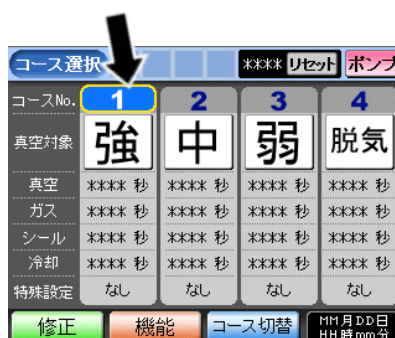 コース選択 **** リセット ポンプ
コースNo. 1 2 3 4
真空対象 強 中 弱 脱気
真空 **** 秒 **** 秒 **** 秒 **** 秒
ガス **** 秒 **** 秒 **** 秒 **** 秒
シール **** 秒 **** 秒 **** 秒 **** 秒
冷却 **** 秒 **** 秒 **** 秒 **** 秒
特殊設定 なし なし なし なし
修正 機能 コース切替 MM月DD日
HH時mm分